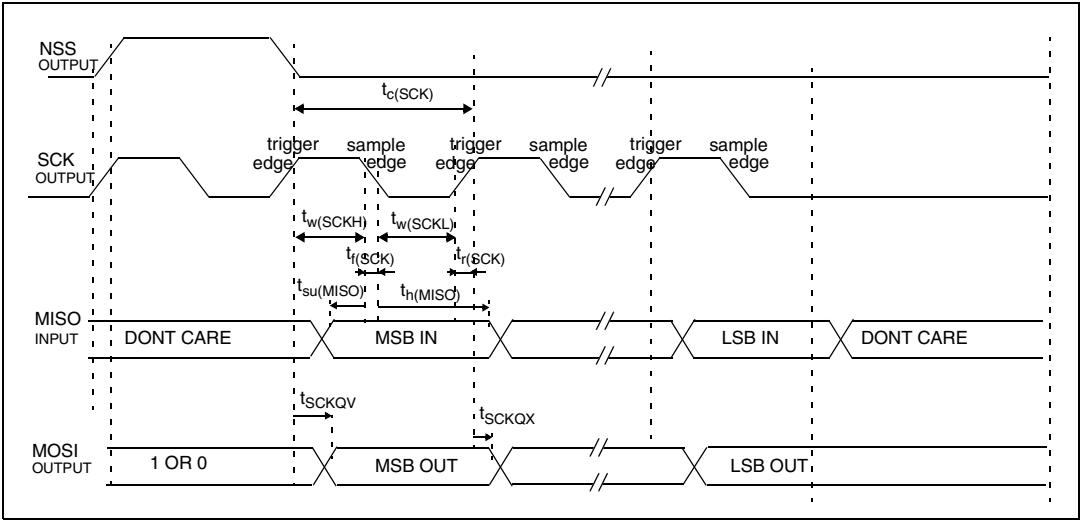 NSS
OUTPUT
tc(SCK)
trigger edge
sample edge
trigger edge
sample edge
trigger edge
sample edge
SCK
OUTPUT
tw(SCKH)
tw(SCKL)
tf(SCK)
tr(SCK)
tsu(MISO)
th(MISO)
MISO
INPUT
DONT CARE
MSB IN
LSB IN
DONT CARE
tSCKQV
tSCKQX
MOSI
OUTPUT
1 OR 0
MSB OUT
LSB OUT